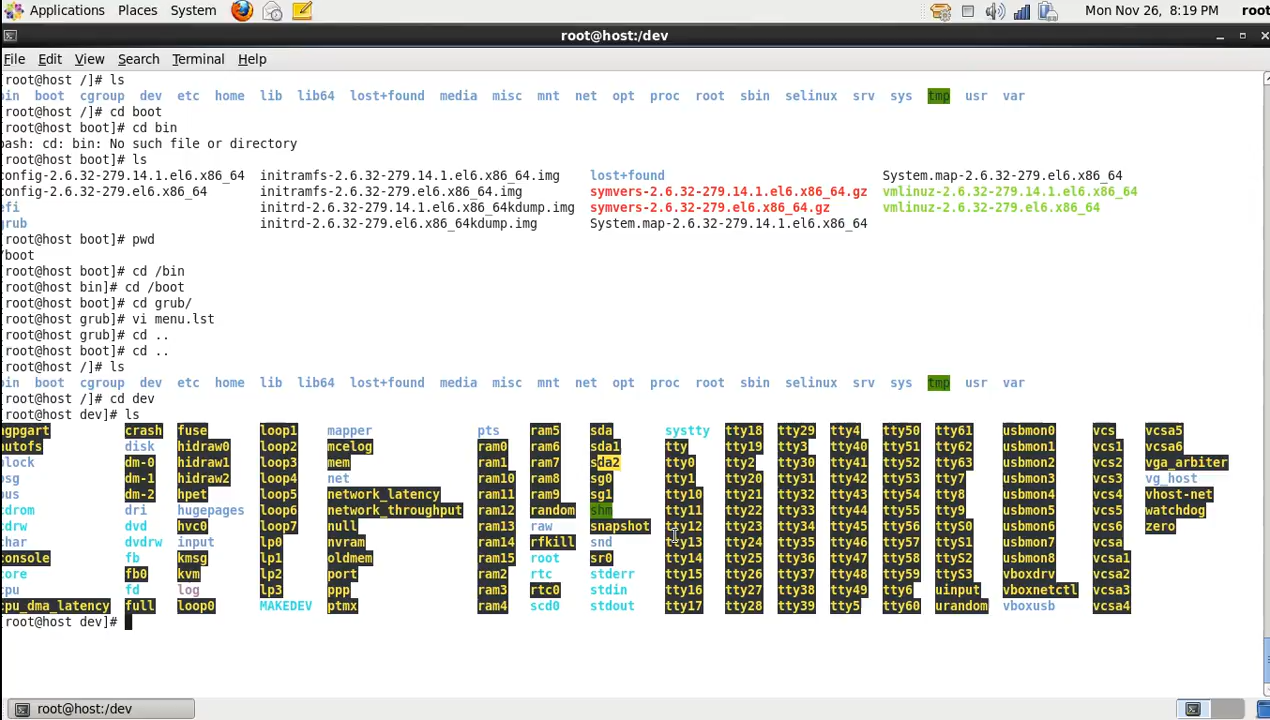 Applications Places System Mon Nov 26, 8:19 PM root
root@host:/dev
File Edit View Search Terminal Help
[root@host /]# ls
in boot cgroup dev etc home lib lib64 lost+found media misc mnt net opt proc root sbin selinux srv sys tmp usr var
[root@host /]# cd boot
[root@host boot]# cd bin
bash: cd: bin: No such file or directory
[root@host boot]# ls
config-2.6.32-279.14.1.el6.x86_64 initramfs-2.6.32-279.14.1.el6.x86_64.img lost+found System.map-2.6.32-279.el6.x86_64
config-2.6.32-279.el6.x86_64 initramfs-2.6.32-279.el6.x86_64.img symvers-2.6.32-279.14.1.el6.x86_64.gz vmlinuz-2.6.32-279.14.1.el6.x86_64
efi initrd-2.6.32-279.14.1.el6.x86_64kdump.img symvers-2.6.32-279.el6.x86_64.gz vmlinuz-2.6.32-279.el6.x86_64
grub initrd-2.6.32-279.el6.x86_64kdump.img System.map-2.6.32-279.14.1.el6.x86_64
[root@host boot]# pwd
/boot
[root@host boot]# cd /bin
[root@host bin]# cd /boot
[root@host boot]# cd grub/
[root@host grub]# vi menu.lst
[root@host grub]# cd ..
[root@host boot]# cd ..
[root@host /]# ls
in boot cgroup dev etc home lib lib64 lost+found media misc mnt net opt proc root sbin selinux srv sys tmp usr var
[root@host /]# cd dev
[root@host dev]# ls
agpgart crash fuse loop1 mapper pts ram5 sda systty tty18 tty29 tty4 tty50 tty61 usbmon0 vcs vcsa5
autofs disk hidraw0 loop2 mcelog ram0 ram6 sda1 tty tty19 tty3 tty40 tty51 tty62 usbmon1 vcs1 vcsa6
block dm-0 hidraw1 loop3 mem ram1 ram7 sda2 tty0 tty2 tty30 tty41 tty52 tty63 usbmon2 vcs2 vga_arbiter
bsg dm-1 hidraw2 loop4 net ram10 ram8 sg0 tty1 tty20 tty31 tty42 tty53 tty7 usbmon3 vcs3 vg_host
bus dm-2 hpet loop5 network_latency ram11 ram9 sg1 tty10 tty21 tty32 tty43 tty54 tty8 usbmon4 vcs4 vhost-net
cdrom dri hugepages loop6 network_throughput ram12 random shm tty11 tty22 tty33 tty44 tty55 tty9 usbmon5 vcs5 watchdog
cdrw dvd hvc0 loop7 null ram13 raw snapshot tty12 tty23 tty34 tty45 tty56 ttyS0 usbmon6 vcs6 zero
char dvdrw input lp0 nvram ram14 rfkill snd tty13 tty24 tty35 tty46 tty57 ttyS1 usbmon7 vcsa
console fb kmsg lp1 oldmem ram15 root sr0 tty14 tty25 tty36 tty47 tty58 ttyS2 usbmon8 vcsa1
core fb0 kvm lp2 port ram2 rtc stderr tty15 tty26 tty37 tty48 tty59 ttyS3 vboxdrv vcsa2
cpu fd log lp3 ppp ram3 rtc0 stdin tty16 tty27 tty38 tty49 tty6 uinput vboxnetctl vcsa3
cpu_dma_latency full loop0 MAKEDEV ptmx ram4 scd0 stdout tty17 tty28 tty39 tty5 tty60 urandom vboxusb vcsa4
[root@host dev]#
root@host:/dev